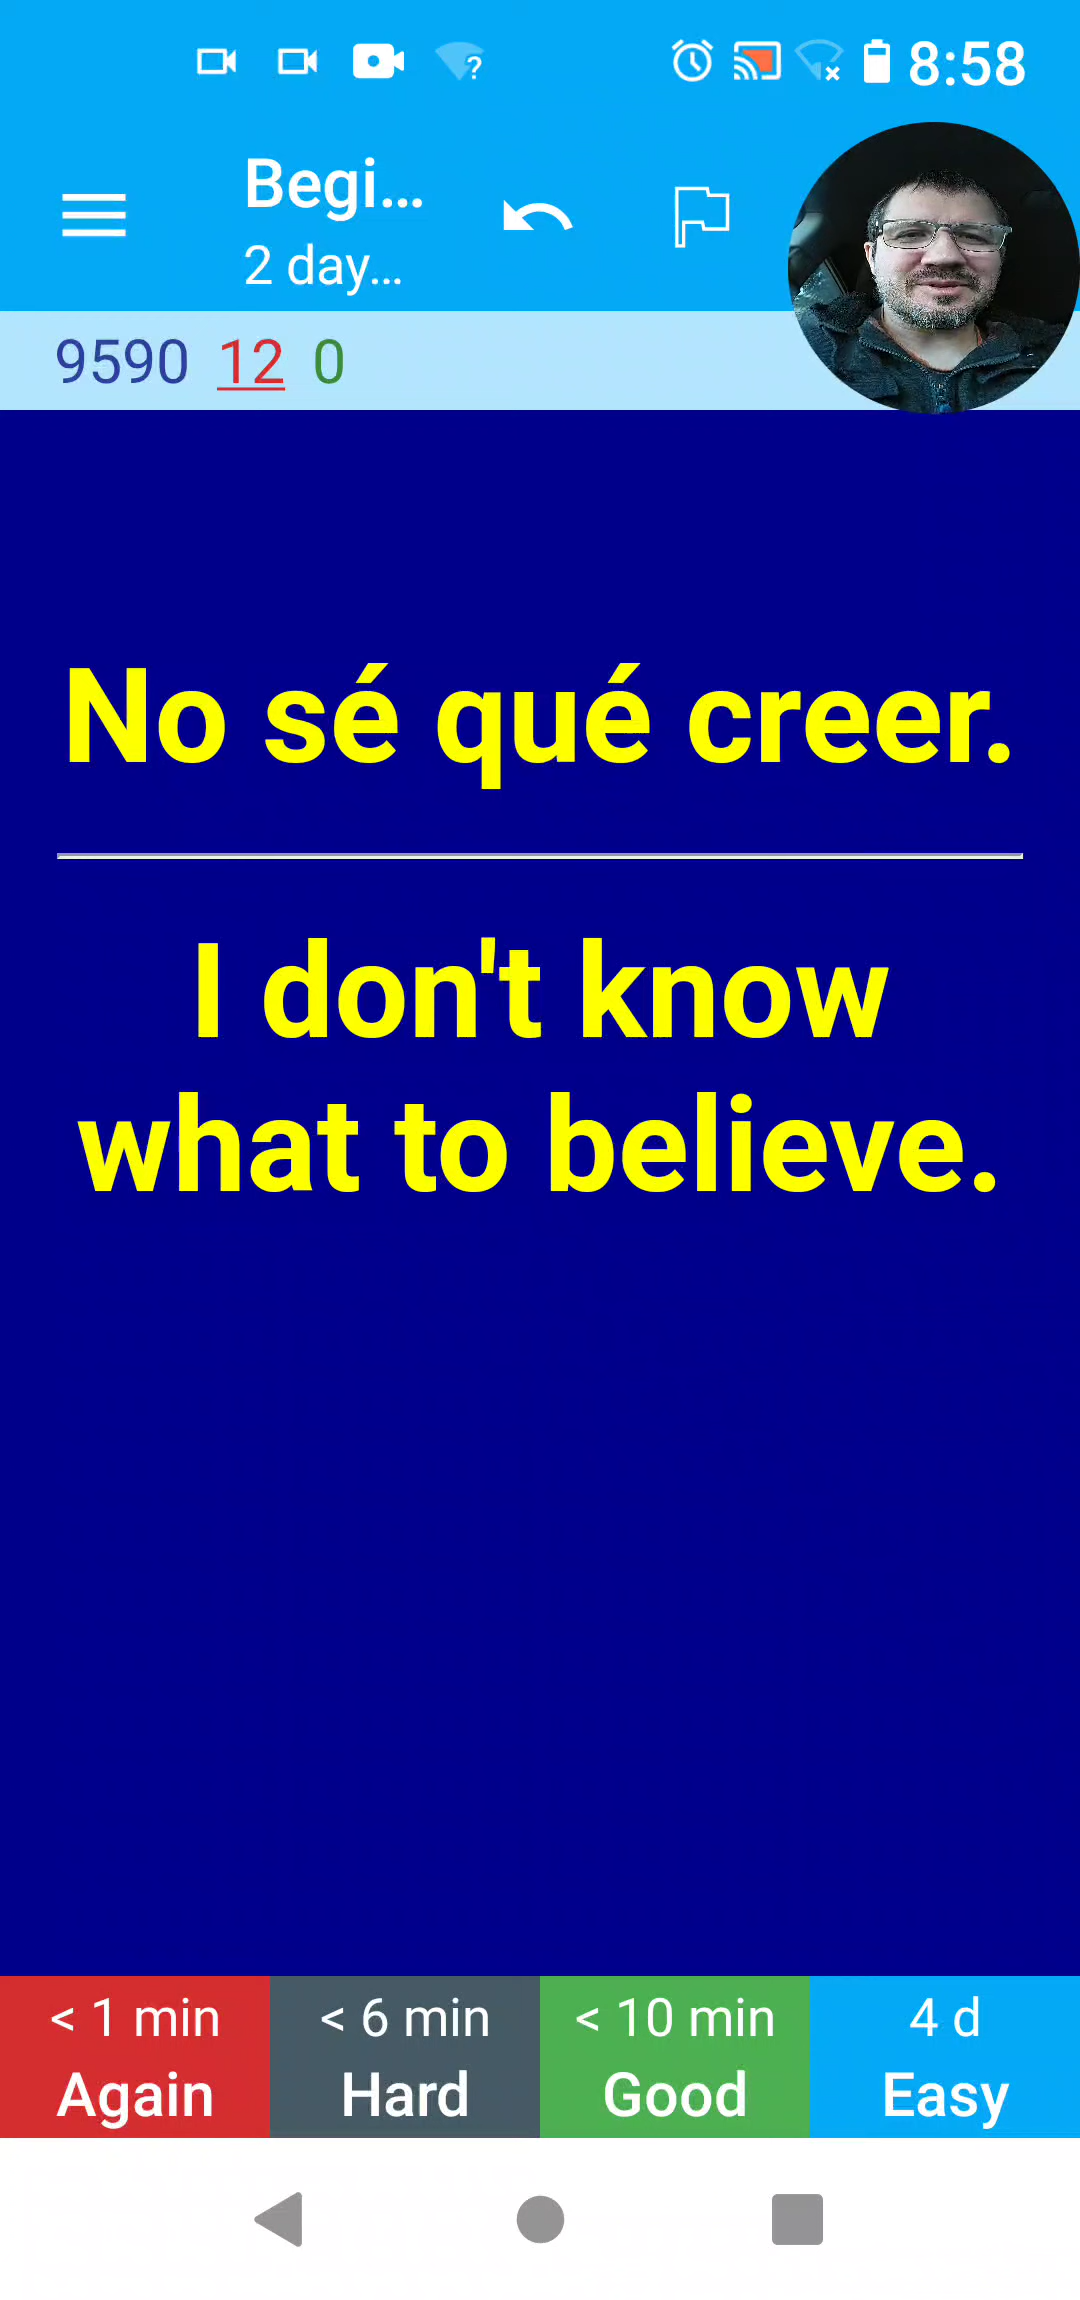 8:58
Begi...
2 day...
9590 12 0
No sé qué creer.
I don't know
what to believe.
< 1 min < 6 min < 10 min 4 d
Again Hard Good Easy